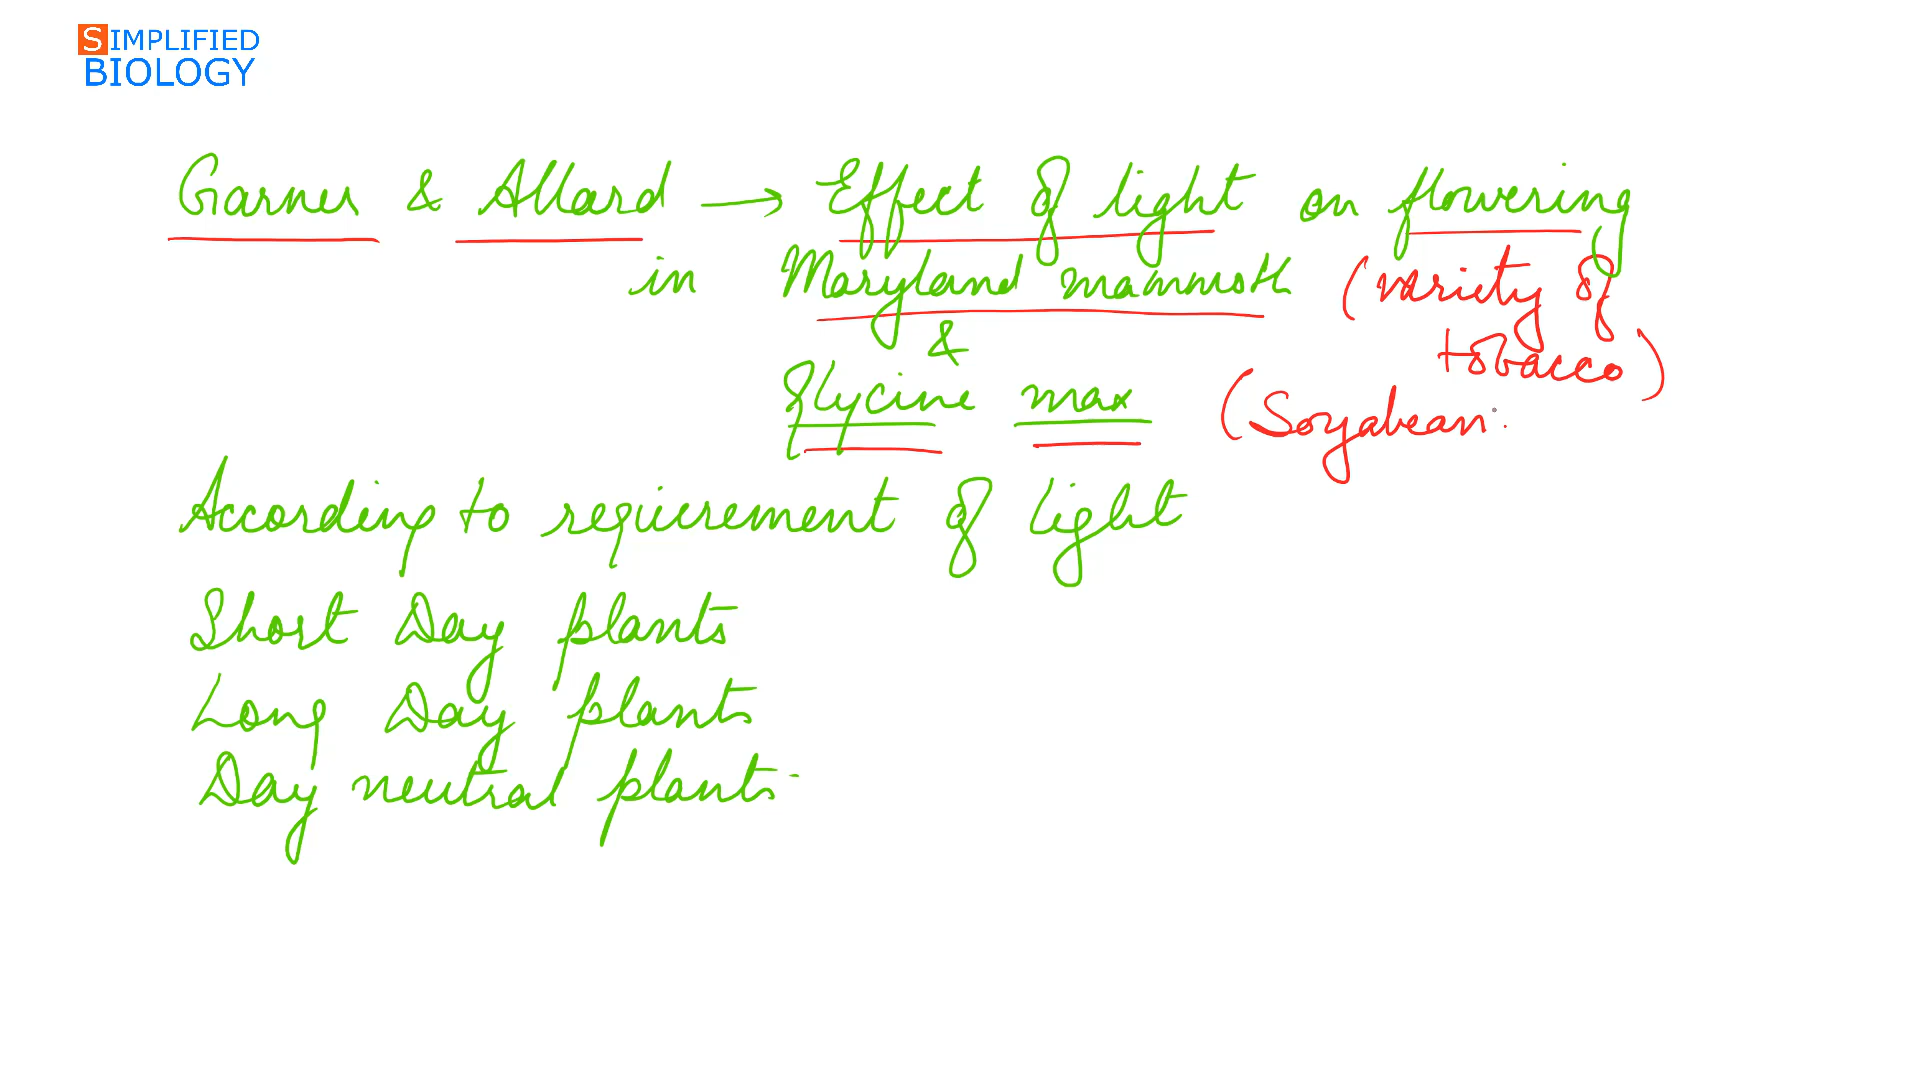 SIMPLIFIED
BIOLOGY
Garner & Allard → Effect of light on flowering
in Maryland mammoth (variety of
tobacco)
&
Glycine max (Soyabean
According to requirement of light
Short Day plants
Long Day plants
Day neutral plants